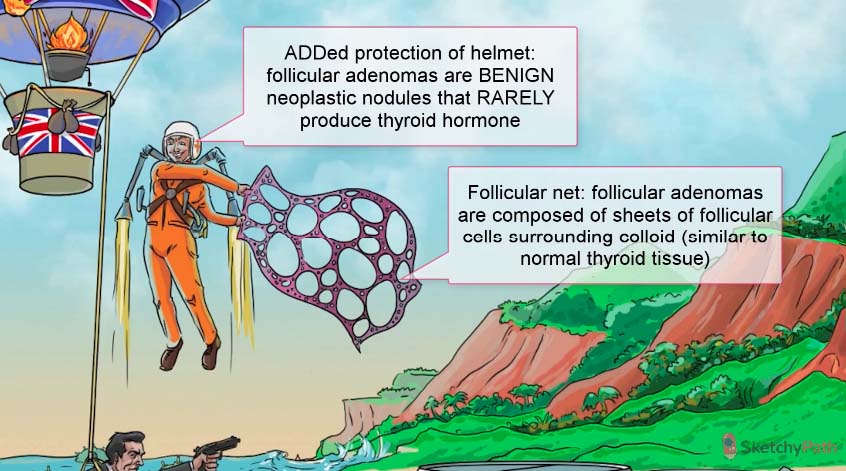 ADDed protection of helmet:
follicular adenomas are BENIGN
neoplastic nodules that RARELY
produce thyroid hormone
Follicular net: follicular adenomas
are composed of sheets of follicular
cells surrounding colloid (similar to
normal thyroid tissue)
SketchyPath